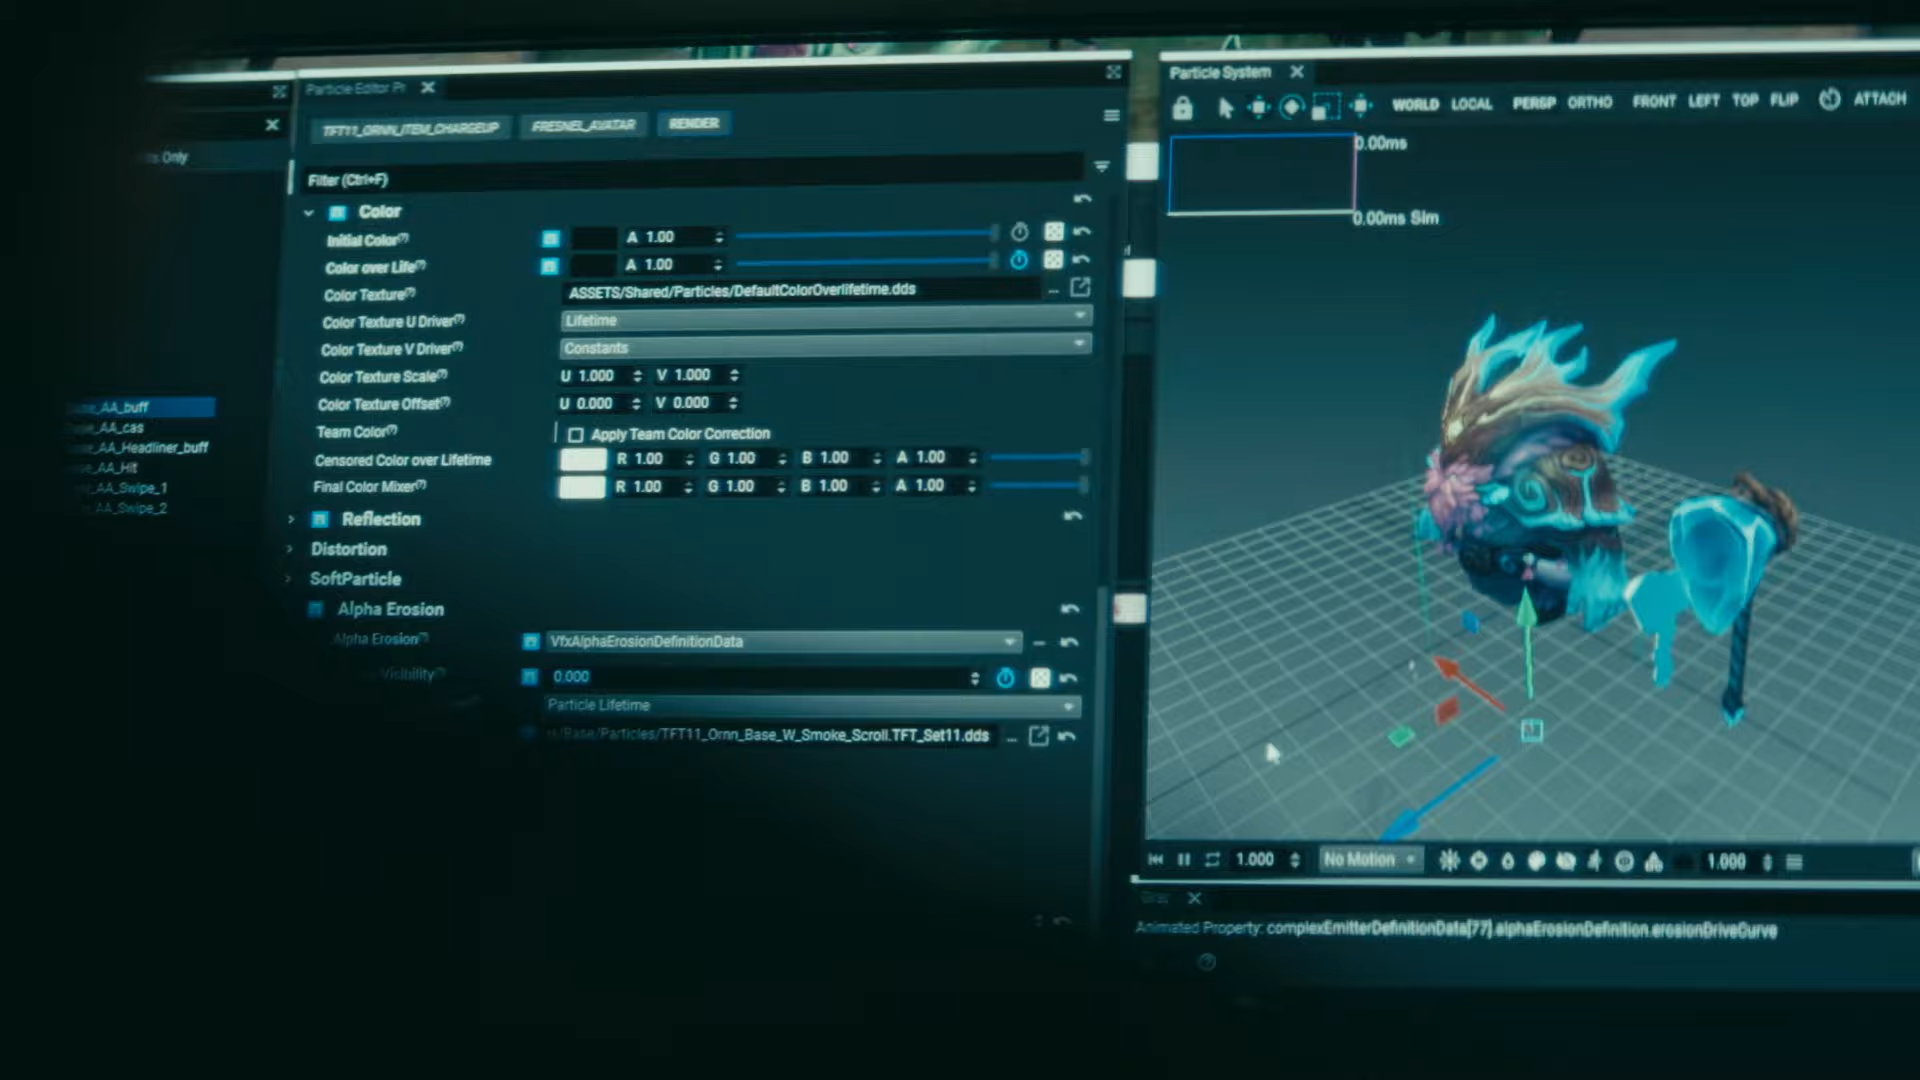 Particle Editor Pr
TFT11_ORNN_ITEM_CHARGEUP
FRESNEL_AVATAR
RENDER
Only
Filter (Ctrl+F)
Color
Initial Color(?)
A 1.00
Color over Life(?)
A 1.00
Color Texture(?)
ASSETS/Shared/Particles/DefaultColorOverlifetime.dds
Color Texture U Driver(?)
Lifetime
Color Texture V Driver(?)
Constants
Color Texture Scale(?)
U 1.000 V 1.000
Color Texture Offset(?)
U 0.000 V 0.000
Team Color(?)
Apply Team Color Correction
Censored Color over Lifetime
R 1.00 G 1.00 B 1.00 A 1.00
Final Color Mixer(?)
R 1.00 G 1.00 B 1.00 A 1.00
Reflection
Distortion
SoftParticle
Alpha Erosion
Alpha Erosion(?)
VfxAlphaErosionDefinitionData
Visibility(?)
0.000
Particle Lifetime
/Base/Particles/TFT11_Ornn_Base_W_Smoke_Scroll.TFT_Set11.dds
_AA_buff
_AA_cas
_AA_Headliner_buff
_AA_Hit
_AA_Swipe_1
_AA_Swipe_2
Particle System
WORLD LOCAL PERSP ORTHO FRONT LEFT TOP FLIP ATTACH
0.00ms
0.00ms Sim
1.000
No Motion
1.000
Animated Property: complexEmitterDefinitionData[77].alphaErosionDefinition.erosionDriveCurve